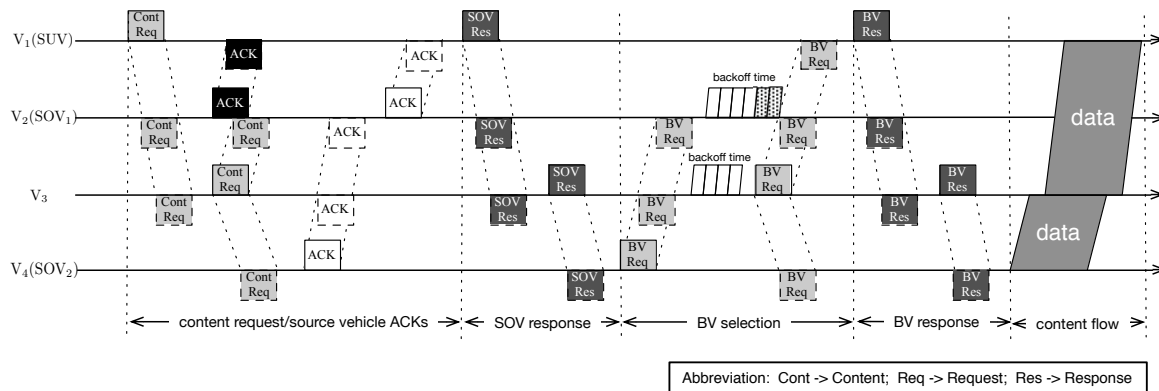 Cont
Req
SOV
Res
BV
Res
V1(SUV)
ACK
ACK
BV
Req
backoff time
ACK
ACK
V2(SOV1)
Cont
Req
Cont
Req
ACK
SOV
Res
BV
Req
BV
Req
BV
Res
data
backoff time
Cont
Req
SOV
Res
BV
Req
BV
Res
V3
Cont
Req
ACK
SOV
Res
BV
Req
BV
Res
data
ACK
BV
Req
V4(SOV2)
Cont
Req
SOV
Res
BV
Req
BV
Res
content request/source vehicle ACKs
SOV response
BV selection
BV response
content flow
Abbreviation: Cont -> Content; Req -> Request; Res -> Response